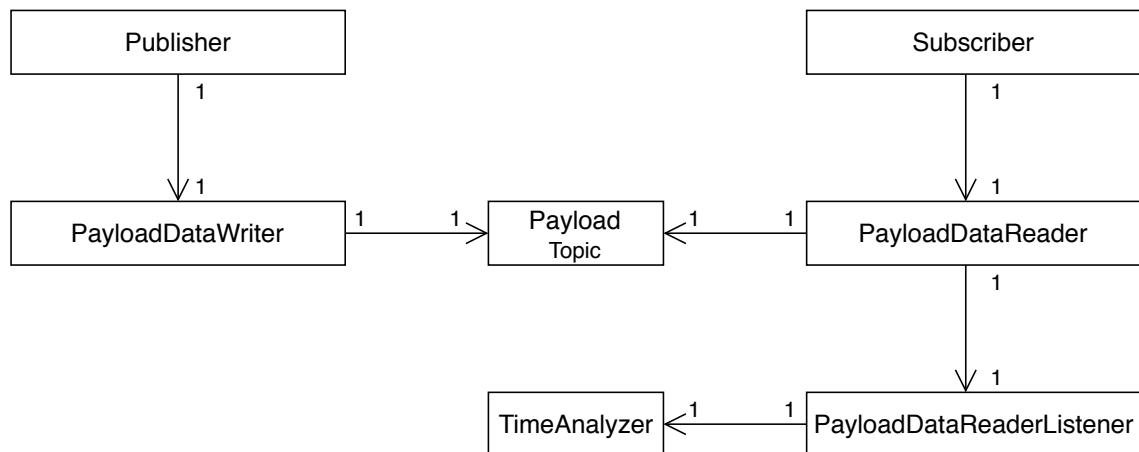 Publisher
Subscriber
1
1
1
1
PayloadDataWriter
1
1
Payload
Topic
1
1
PayloadDataReader
1
1
TimeAnalyzer
1
1
PayloadDataReaderListener